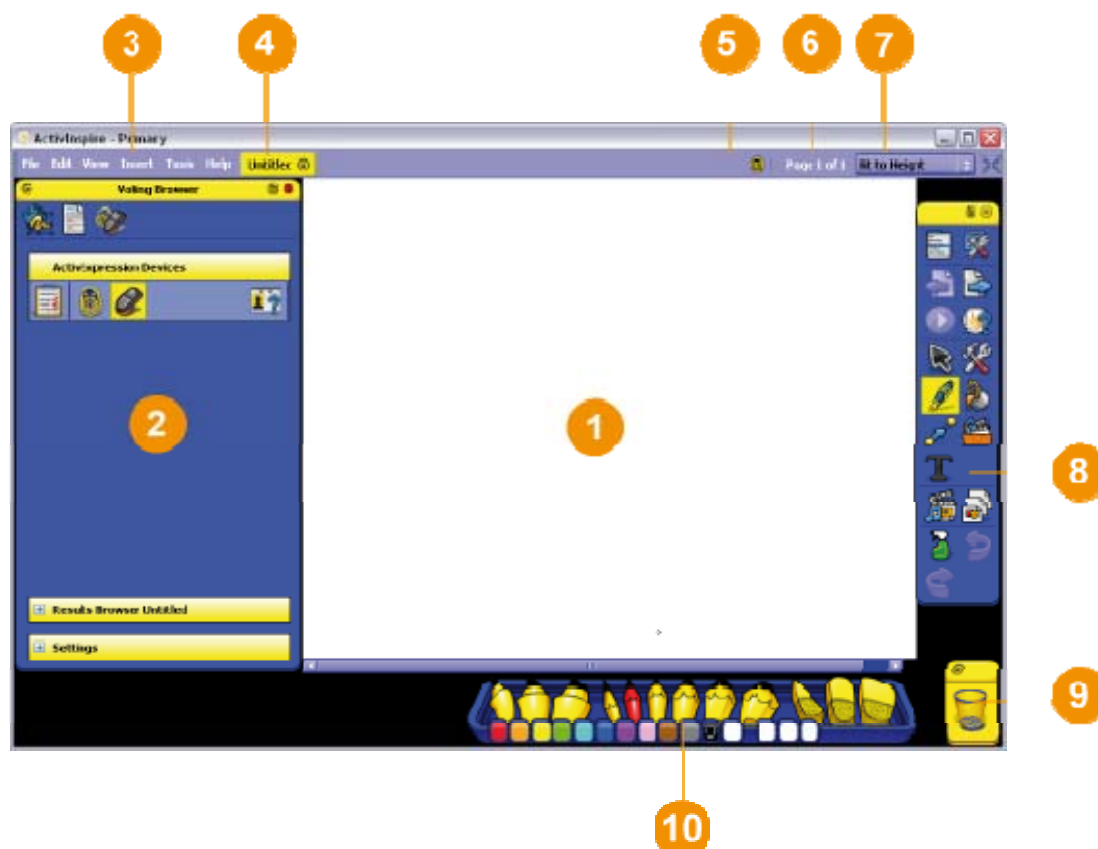 3 4 5 6 7
ActivInspire - Primary
File Edit View Insert Tools Help Untitled Page 1 of 1 Fit to Height
Voting Browser
ActivExpression Devices
2
1
T
8
Results Browser Untitled
Settings
9
10